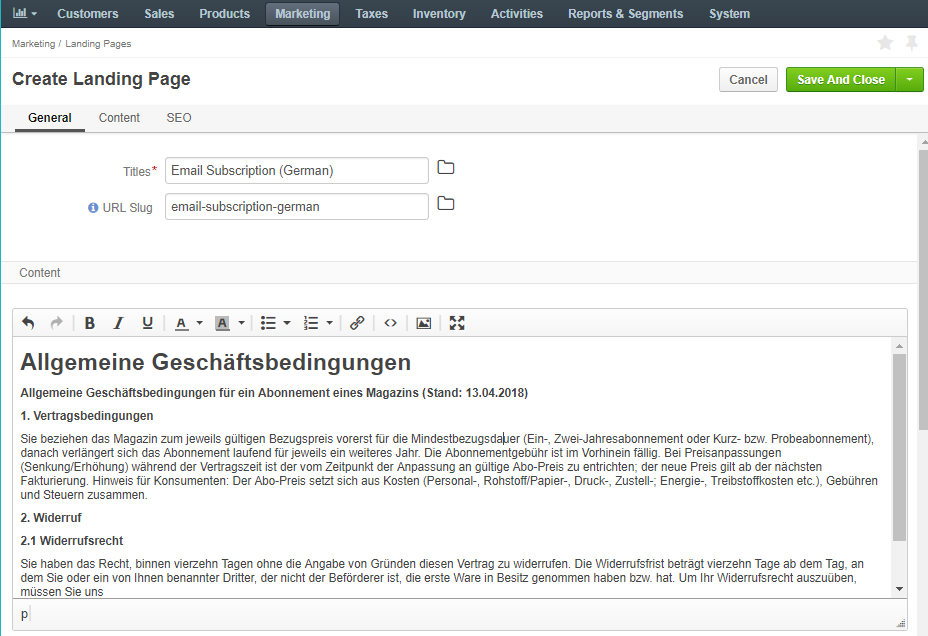 Customers Sales Products Marketing Taxes Inventory Activities Reports & Segments System
Marketing / Landing Pages
Create Landing Page
Cancel Save And Close
General Content SEO
Titles* Email Subscription (German)
URL Slug email-subscription-german
Content
B I U A A
Allgemeine Geschäftsbedingungen
Allgemeine Geschäftsbedingungen für ein Abonnement eines Magazins (Stand: 13.04.2018)
1. Vertragsbedingungen
Sie beziehen das Magazin zum jeweils gültigen Bezugspreis vorerst für die Mindestbezugsdauer (Ein-, Zwei-Jahresabonnement oder Kurz- bzw. Probeabonnement),
danach verlängert sich das Abonnement laufend für jeweils ein weiteres Jahr. Die Abonnementgebühr ist im Vorhinein fällig. Bei Preisanpassungen
(Senkung/Erhöhung) während der Vertragszeit ist der vom Zeitpunkt der Anpassung an gültige Abo-Preis zu entrichten; der neue Preis gilt ab der nächsten
Fakturierung. Hinweis für Konsumenten: Der Abo-Preis setzt sich aus Kosten (Personal-, Rohstoff/Papier-, Druck-, Zustell-; Energie-, Treibstoffkosten etc.), Gebühren
und Steuern zusammen.
2. Widerruf
2.1 Widerrufsrecht
Sie haben das Recht, binnen vierzehn Tagen ohne die Angabe von Gründen diesen Vertrag zu widerrufen. Die Widerrufsfrist beträgt vierzehn Tage ab dem Tag, an
dem Sie oder ein von Ihnen benannter Dritter, der nicht der Beförderer ist, die erste Ware in Besitz genommen haben bzw. hat. Um Ihr Widerrufsrecht auszuüben,
müssen Sie uns
p